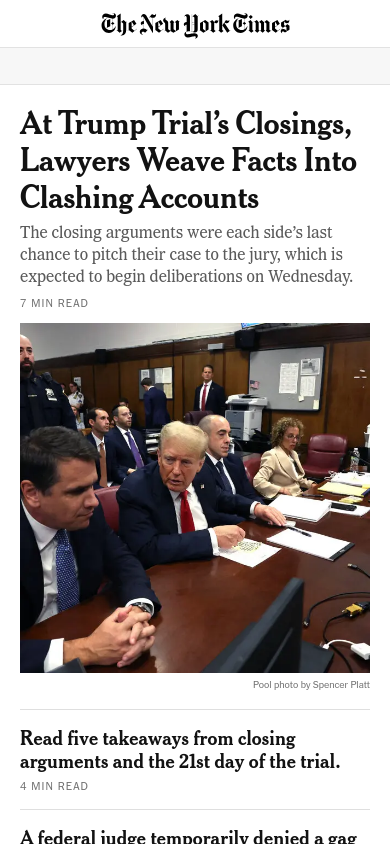 The New York Times
At Trump Trial’s Closings,
Lawyers Weave Facts Into
Clashing Accounts
The closing arguments were each side’s last
chance to pitch their case to the jury, which is
expected to begin deliberations on Wednesday.
7 MIN READ
Pool photo by Spencer Platt
Read five takeaways from closing
arguments and the 21st day of the trial.
4 MIN READ
A federal judge temporarily denied a gag